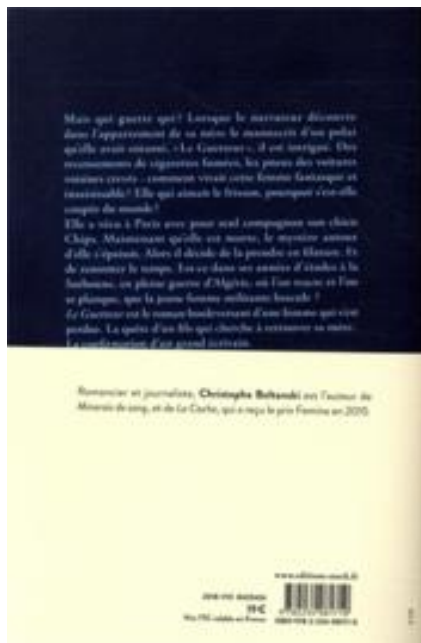 Mais qui guette qui ? Lorsque le narrateur découvre
dans l'appartement de sa mère le manuscrit d'un polar
qu'elle avait entamé, « Le Guetteur », il est intrigué. Des
recensements de cigarettes fumées, les pneus des voitures
voisines crevés : comment vivait cette femme fantasque et
insaisissable ? Elle qui aimait le frisson, pourquoi s'est-elle
coupée du monde ?
Elle a vécu à Paris avec pour seul compagnon son chien
Chips. Maintenant qu'elle est morte, le mystère autour
d'elle s'épaissit. Alors il décide de la prendre en filature. Et
de remonter le temps. Est-ce dans ses années d'études à la
Sorbonne, en pleine guerre d'Algérie, où l'on traque et l'on
se planque, que la jeune femme militante bascule ?
Le Guetteur est le roman bouleversant d'une femme qui s'est
perdue. La quête d'un fils qui cherche à retrouver sa mère.
La confirmation d'un grand écrivain.
Romancier et journaliste, Christophe Boltanski est l'auteur de
Minerais de sang, et de La Cache, qui a reçu le prix Femina en 2015.
www.editions-stock.fr
19 €
Prix TTC valable en France